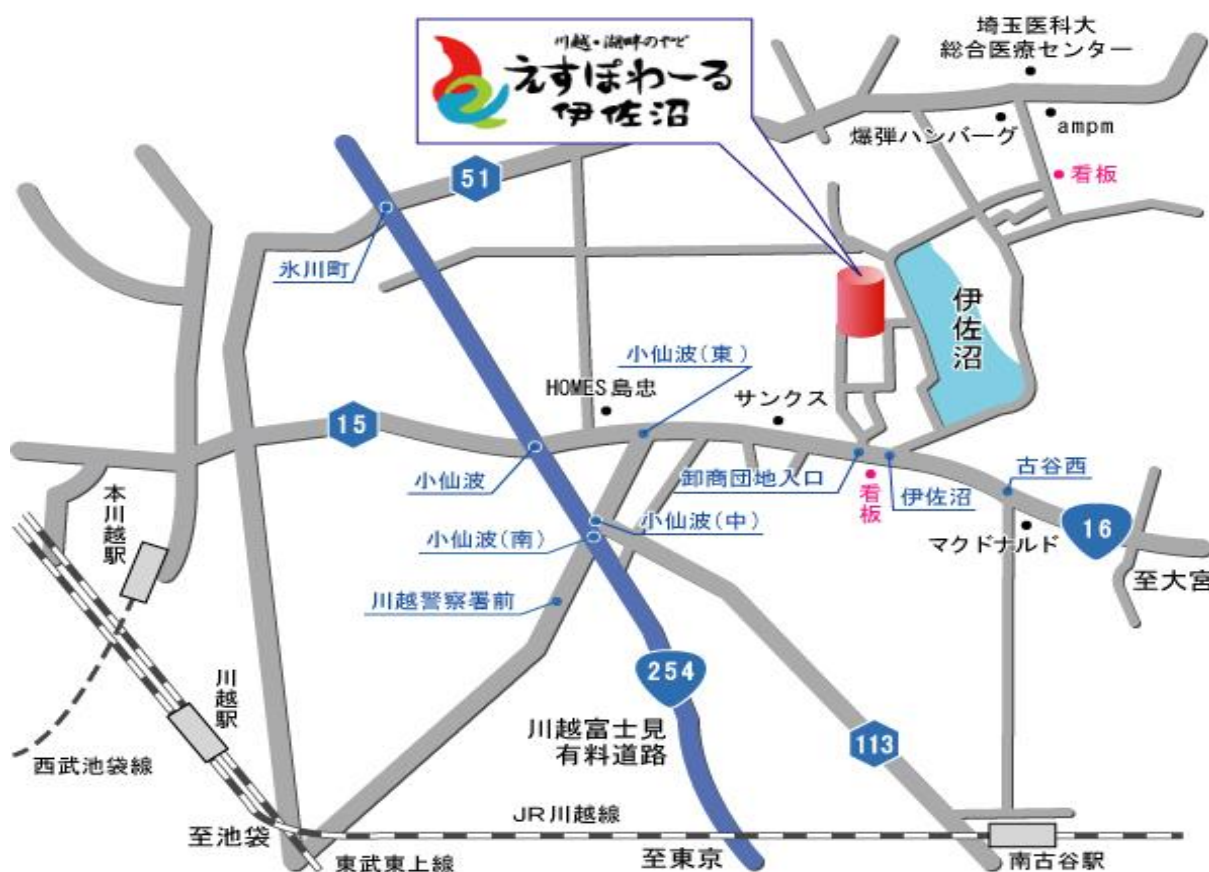 埼玉医科大
総合医療センター
川越・湖畔のやど
えすぽわーる
伊佐沼
爆弾ハンバーグ
ampm
看板
51
氷川町
伊佐沼
小仙波(東)
HOMES島忠
サンクス
15
小仙波
卸商団地入口
看板
伊佐沼
古谷西
本川越駅
小仙波(中)
小仙波(南)
マクドナルド
16
至大宮
川越警察署前
川越駅
254
川越富士見
有料道路
113
西武池袋線
JR川越線
至池袋
東武東上線
至東京
南古谷駅